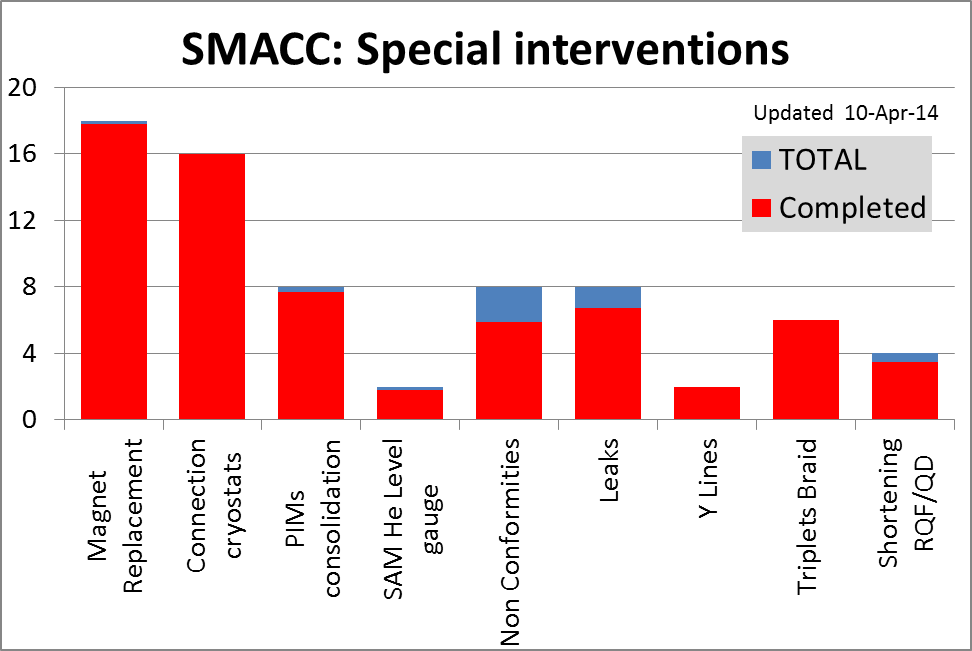 SMACC: Special interventions
Updated 10-Apr-14
TOTAL
Completed
20
16
12
8
4
0
Magnet
Replacement
Connection
cryostats
PIMs
consolidation
SAM He Level
gauge
Non Conformities
Leaks
Y Lines
Triplets Braid
Shortening
RQF/QD